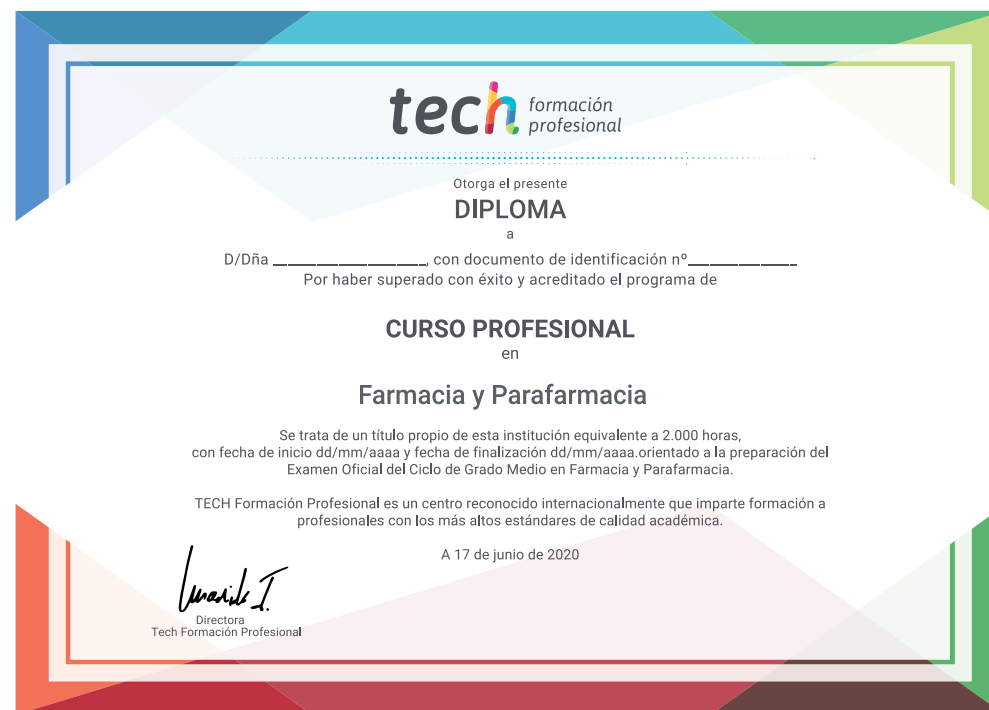 tech formación
profesional
Otorga el presente
DIPLOMA
a
D/Dña ____________________, con documento de identificación nº______________
Por haber superado con éxito y acreditado el programa de
CURSO PROFESIONAL
en
Farmacia y Parafarmacia
Se trata de un título propio de esta institución equivalente a 2.000 horas,
con fecha de inicio dd/mm/aaaa y fecha de finalización dd/mm/aaaa.orientado a la preparación del
Examen Oficial del Ciclo de Grado Medio en Farmacia y Parafarmacia.
TECH Formación Profesional es un centro reconocido internacionalmente que imparte formación a
profesionales con los más altos estándares de calidad académica.
A 17 de junio de 2020
Directora
Tech Formación Profesional